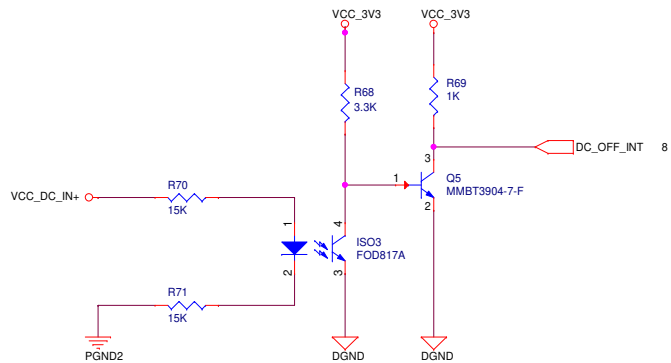 VCC_3V3
VCC_3V3
R68
3.3K
R69
1K
DC_OFF_INT 8
3
1
Q5
MMBT3904-7-F
2
VCC_DC_IN+
R70
15K
1
4
ISO3
FOD817A
2
3
R71
15K
PGND2
DGND
DGND